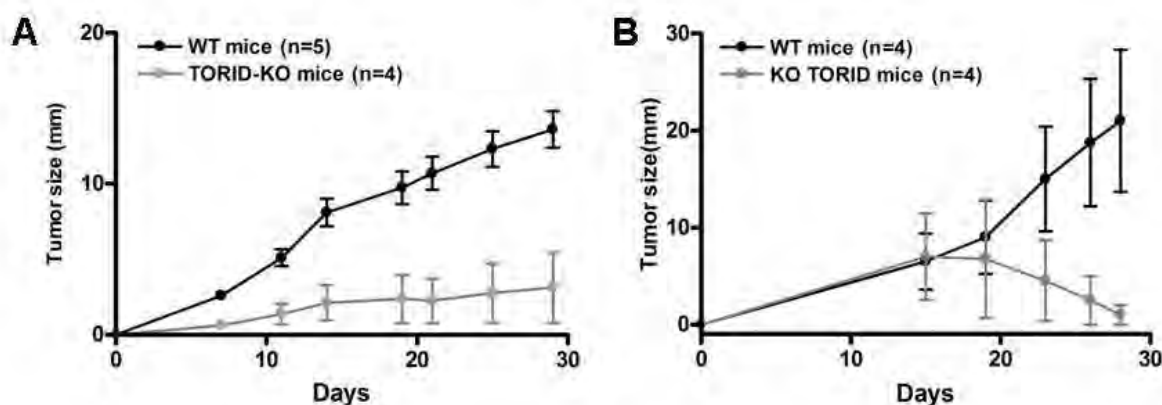 A
20
WT mice (n=5)
TORID-KO mice (n=4)
Tumor size (mm)
10
0
0
10
20
30
Days
B
30
WT mice (n=4)
KO TORID mice (n=4)
20
Tumor size(mm)
10
0
0
10
20
30
Days